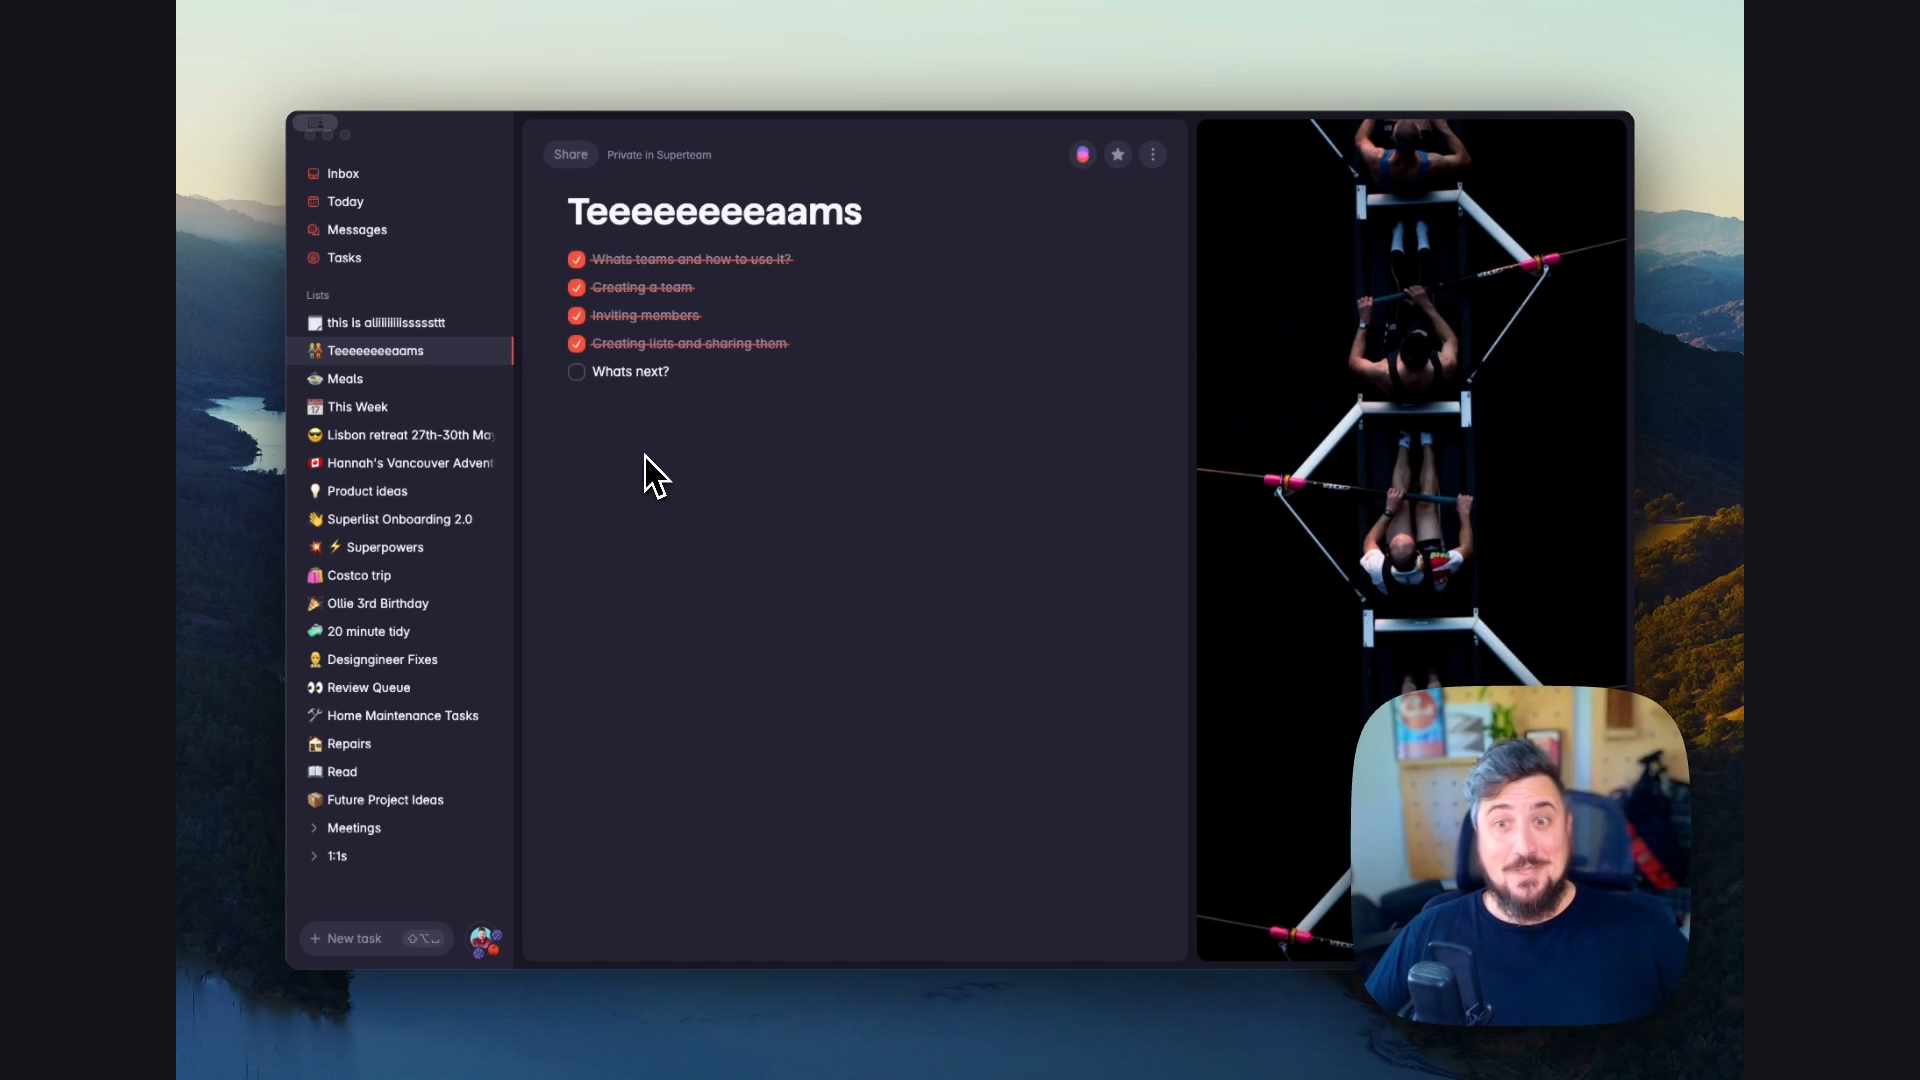 Inbox
Today
Messages
Tasks
Lists
this Is alllllllllisssssttt
Teeeeeeeeaams
Meals
This Week
Lisbon retreat 27th-30th May
Hannah's Vancouver Advent
Product ideas
Superlist Onboarding 2.0
Superpowers
Costco trip
Ollie 3rd Birthday
20 minute tidy
Designgineer Fixes
Review Queue
Home Maintenance Tasks
Repairs
Read
Future Project Ideas
Meetings
1:1s
+ New task
Share
Private in Superteam
Teeeeeeeeaams
Whats teams and how to use it?
Creating a team
Inviting members
Creating lists and sharing them
Whats next?